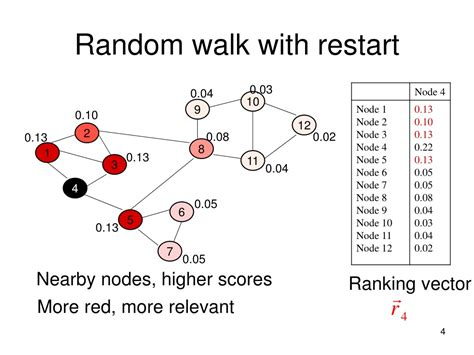 Random walk with restart
0.04
0.03
9
10
0.10
12
2
0.08
0.02
0.13
8
1
0.13
11
3
0.04
4
0.05
5
6
0.13
7
0.05
Nearby nodes, higher scores
More red, more relevant
Node 4
Node 1 0.13
Node 2 0.10
Node 3 0.13
Node 4 0.22
Node 5 0.13
Node 6 0.05
Node 7 0.05
Node 8 0.08
Node 9 0.04
Node 10 0.03
Node 11 0.04
Node 12 0.02
Ranking vector
r⃗₄
4